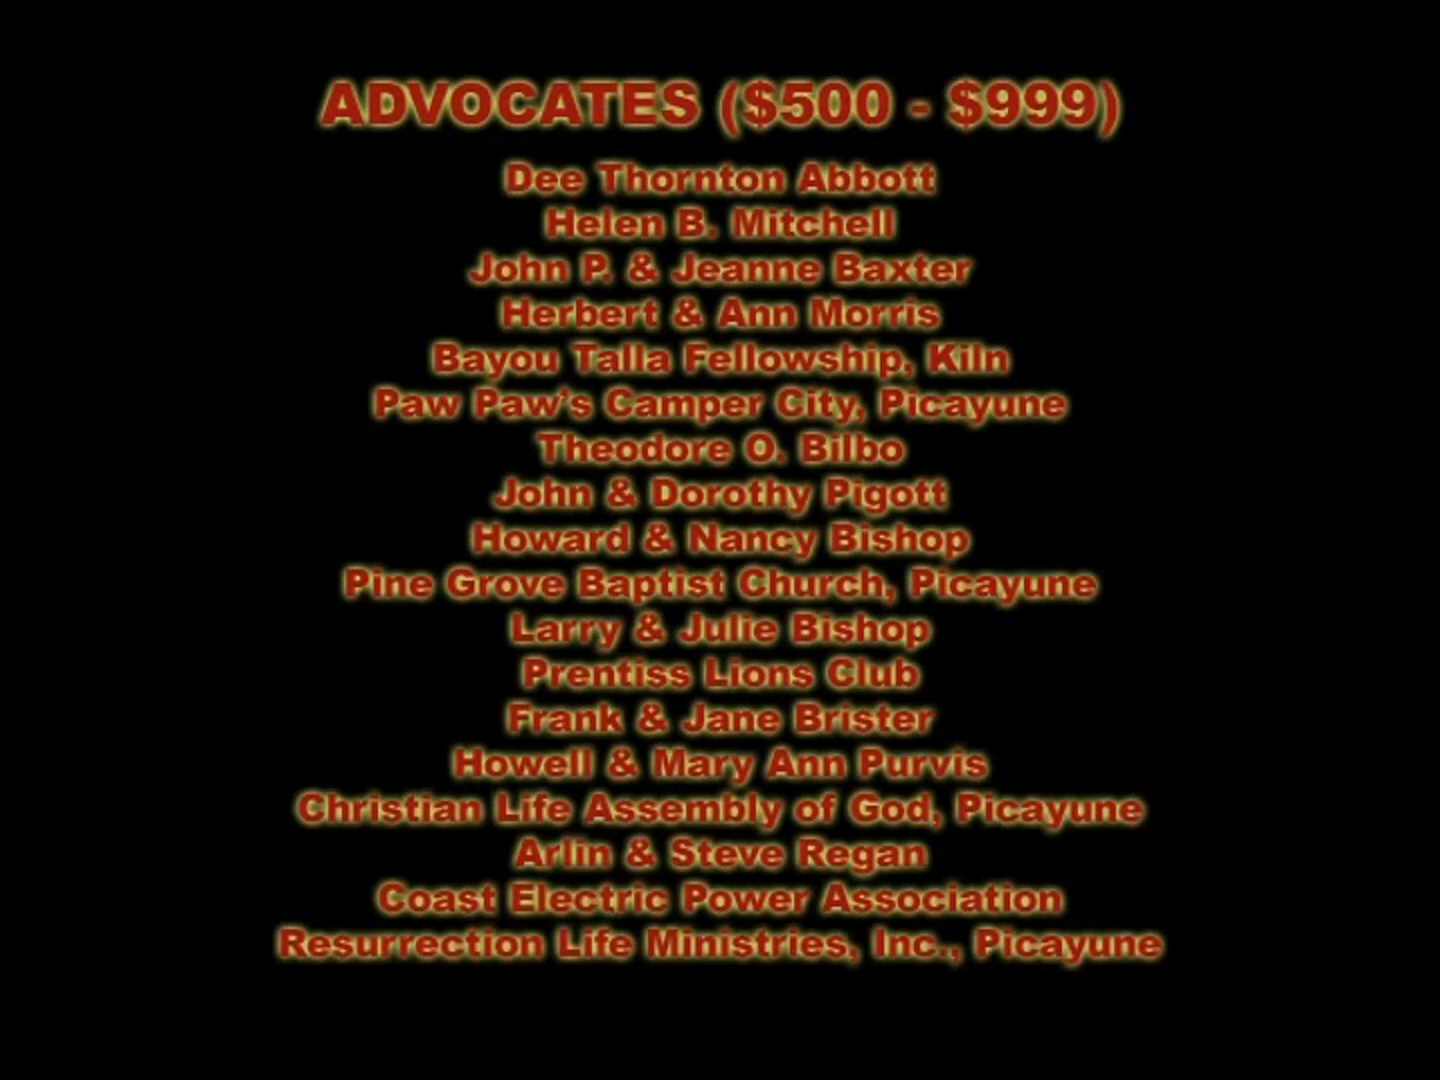 ADVOCATES ($500 - $999)
Dee Thornton Abbott
Helen B. Mitchell
John P. & Jeanne Baxter
Herbert & Ann Morris
Bayou Talla Fellowship, Kiln
Paw Paw's Camper City, Picayune
Theodore O. Bilbo
John & Dorothy Pigott
Howard & Nancy Bishop
Pine Grove Baptist Church, Picayune
Larry & Julie Bishop
Prentiss Lions Club
Frank & Jane Brister
Howell & Mary Ann Purvis
Christian Life Assembly of God, Picayune
Arlin & Steve Regan
Coast Electric Power Association
Resurrection Life Ministries, Inc., Picayune